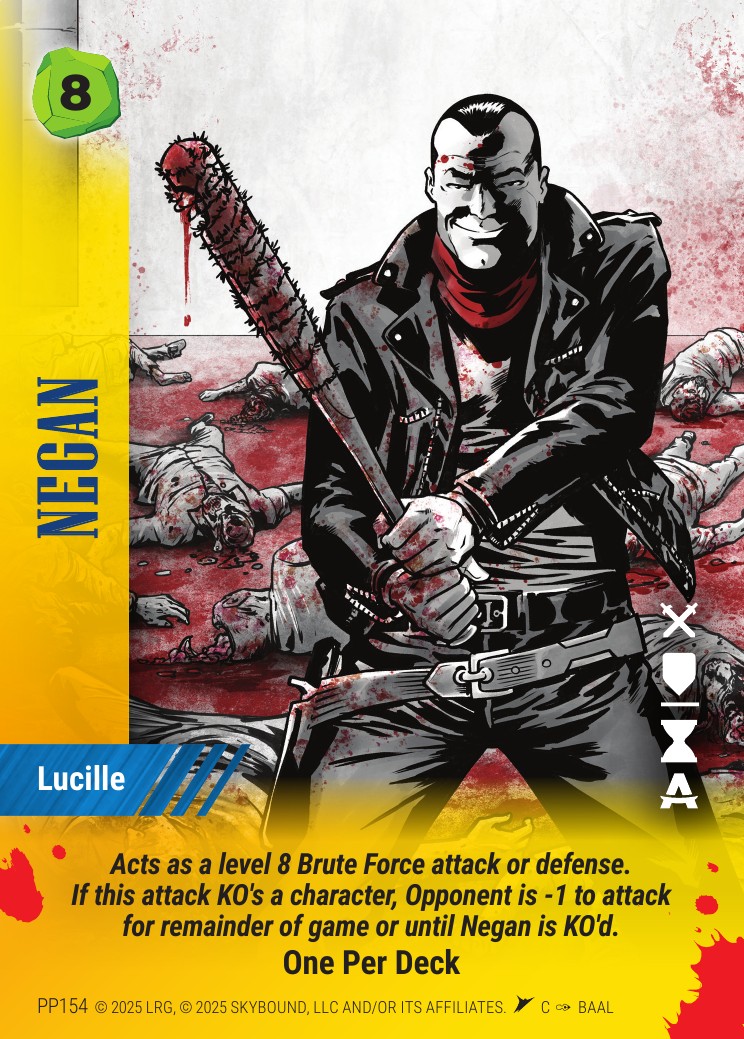 8
NEGAN
Lucille
Acts as a level 8 Brute Force attack or defense.
If this attack KO's a character, Opponent is -1 to attack
for remainder of game or until Negan is KO'd.
One Per Deck
PP154 © 2025 LRG, © 2025 SKYBOUND, LLC AND/OR ITS AFFILIATES. C BAAL